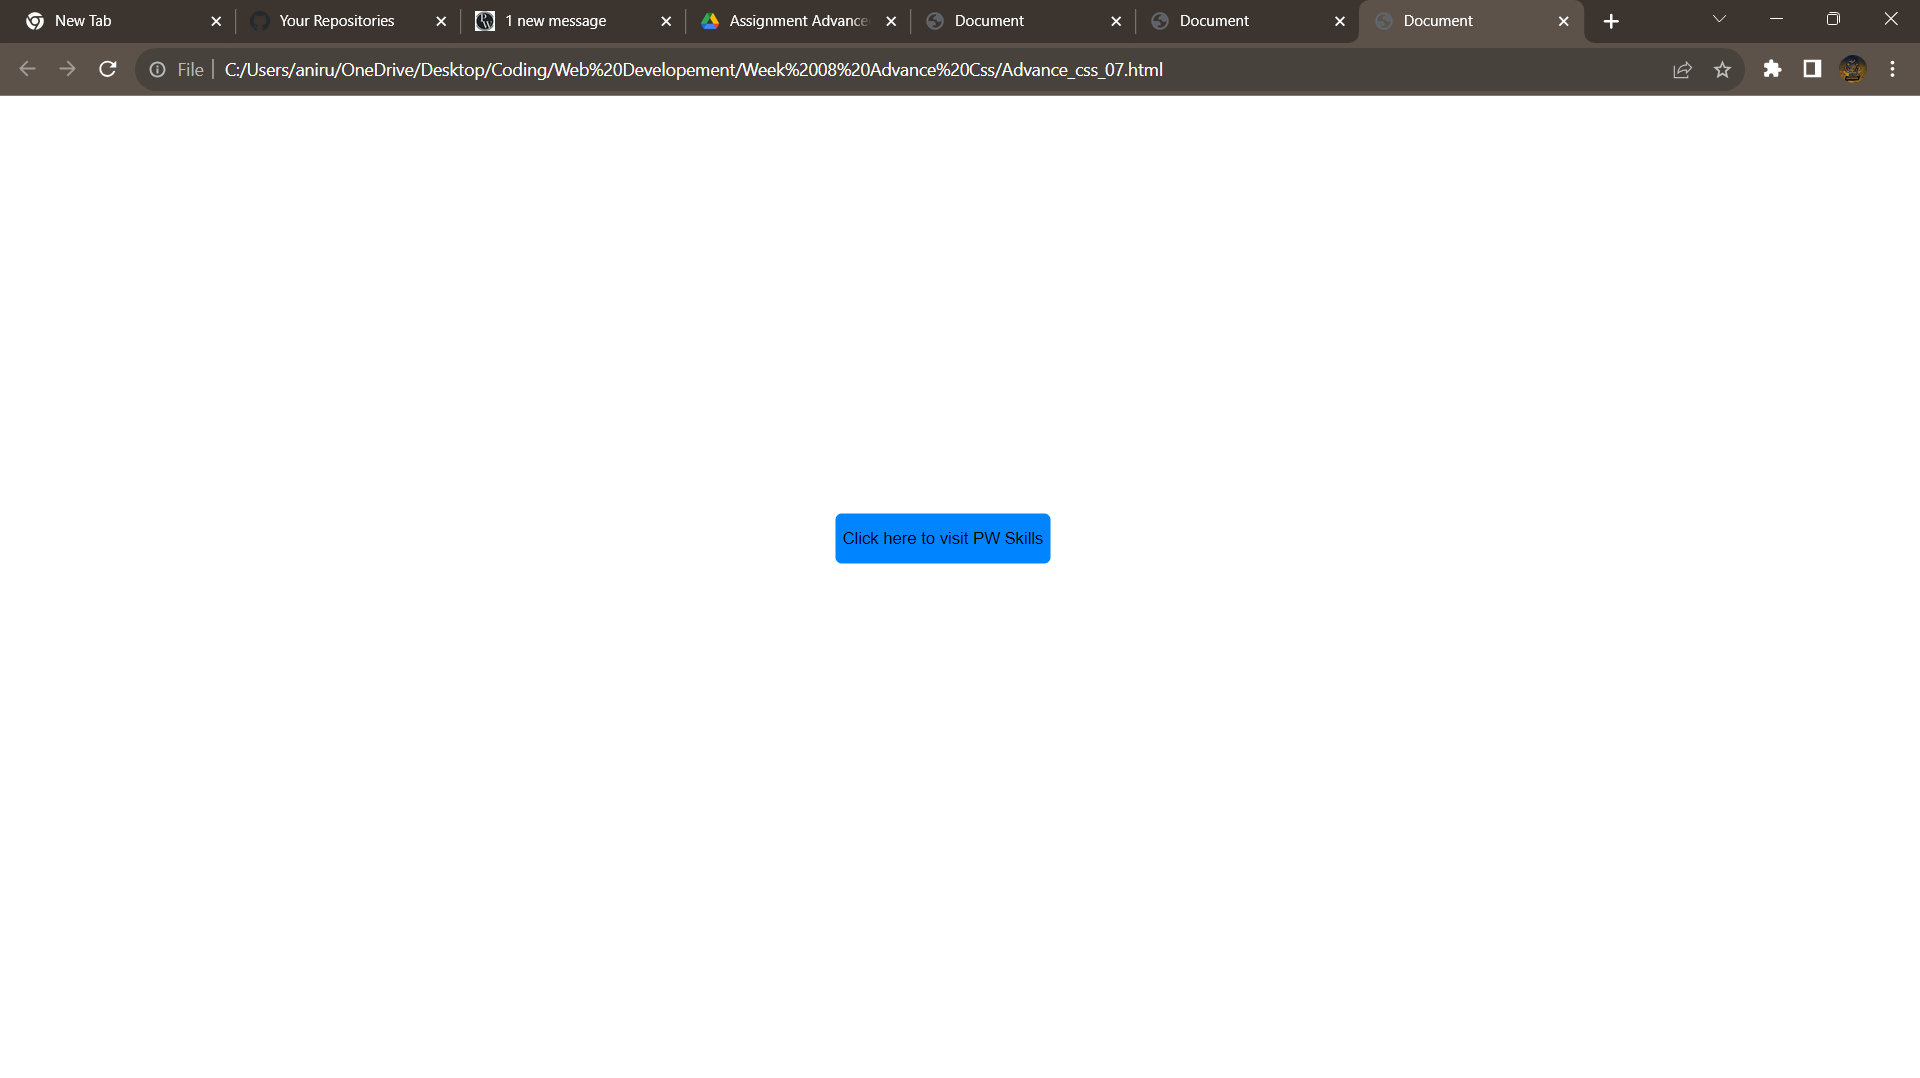 New Tab
Your Repositories
1 new message
Assignment Advance
Document
Document
Document
File
C:/Users/aniru/OneDrive/Desktop/Coding/Web%20Developement/Week%2008%20Advance%20Css/Advance_css_07.html
Click here to visit PW Skills